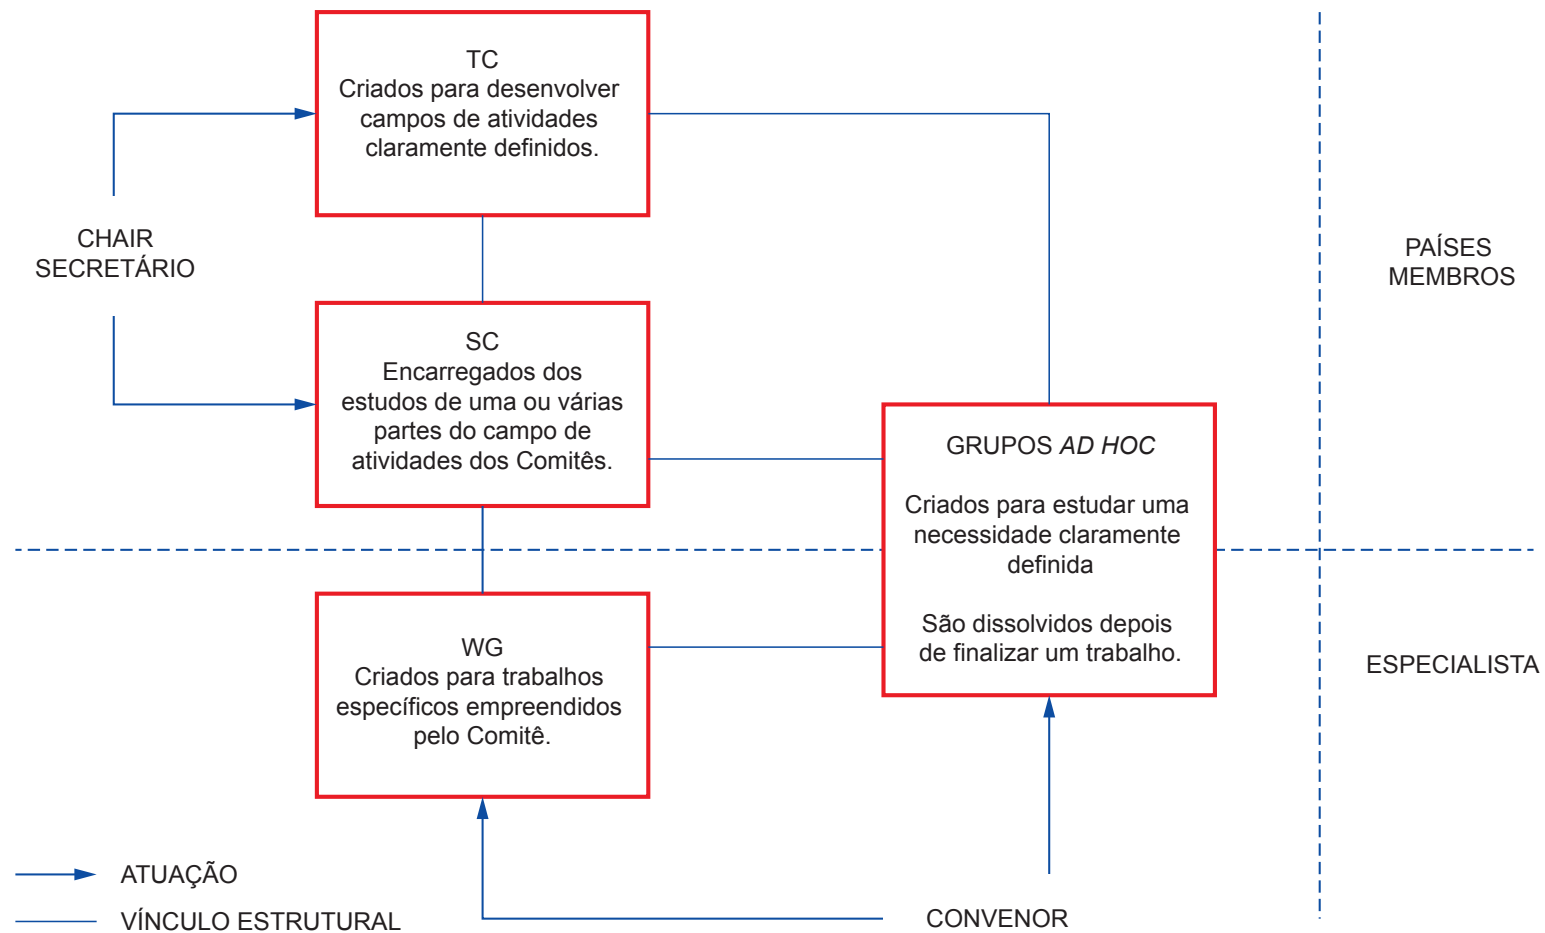 TC
Criados para desenvolver
campos de atividades
claramente definidos.
CHAIR
SECRETÁRIO
PAÍSES
MEMBROS
SC
Encarregados dos
estudos de uma ou várias
partes do campo de
atividades dos Comitês.
GRUPOS AD HOC
Criados para estudar uma
necessidade claramente
definida
São dissolvidos depois
de finalizar um trabalho.
WG
Criados para trabalhos
específicos empreendidos
pelo Comitê.
ESPECIALISTA
ATUAÇÃO
VÍNCULO ESTRUTURAL
CONVENOR